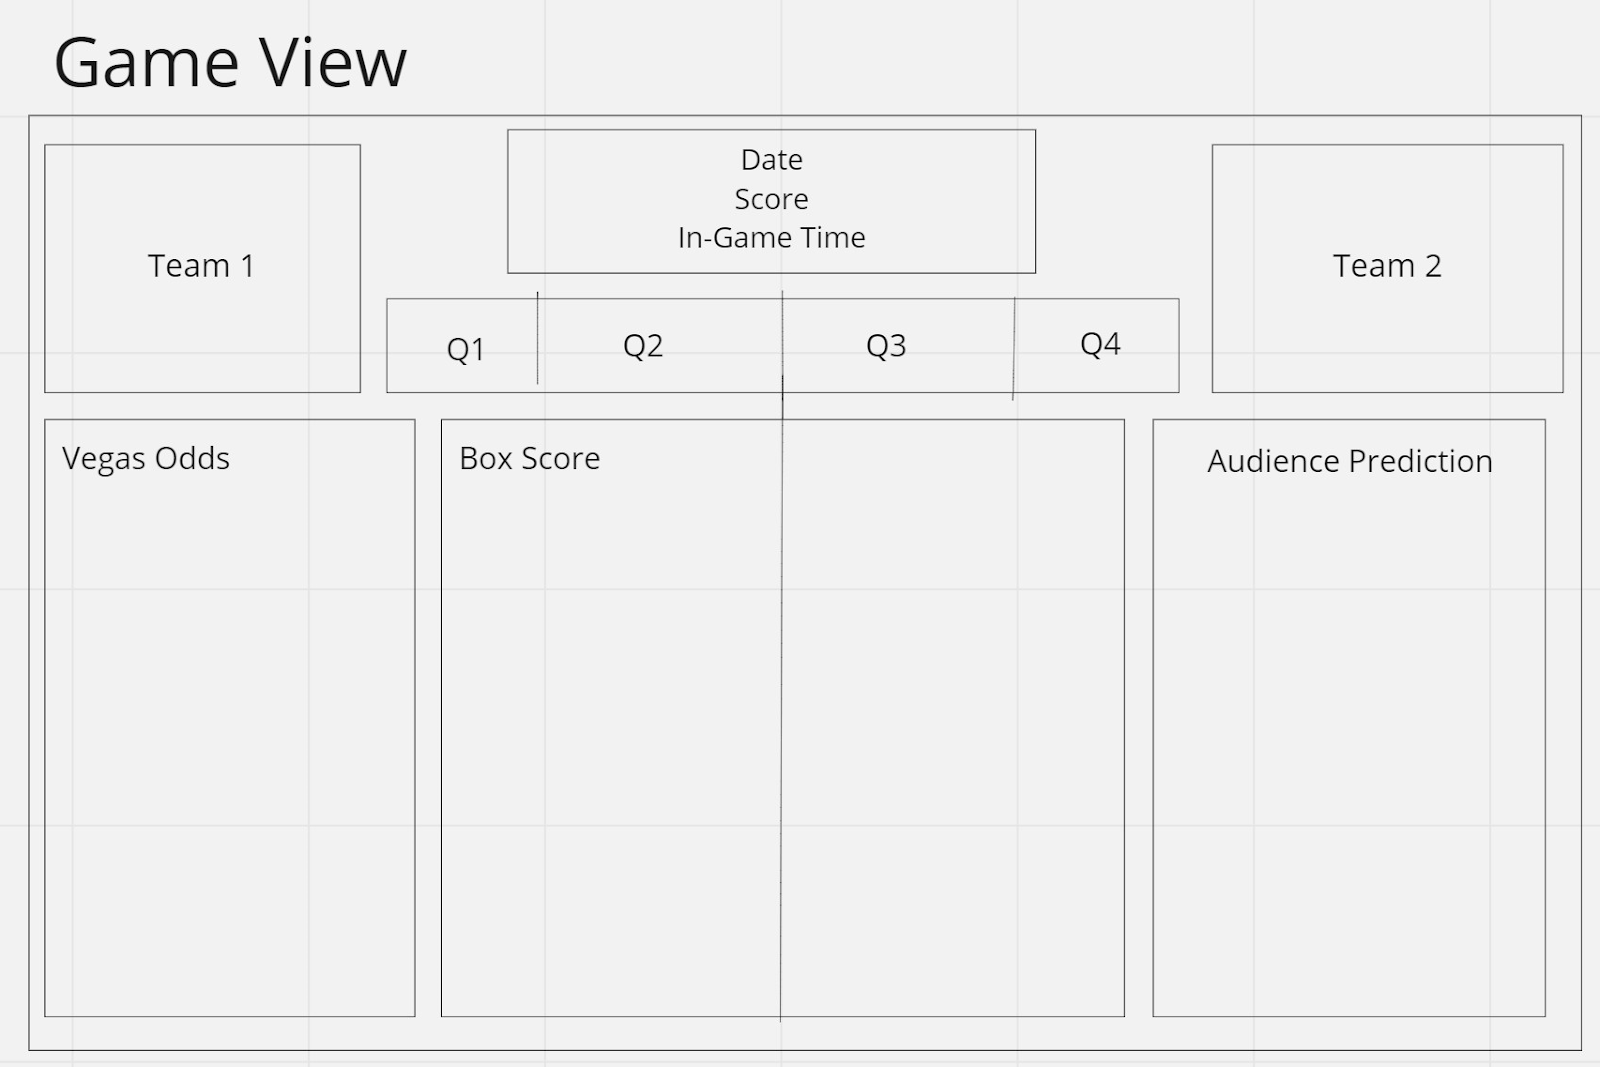 Game View
Date
Score
In-Game Time
Team 1
Team 2
Q1
Q2
Q3
Q4
Vegas Odds
Box Score
Audience Prediction